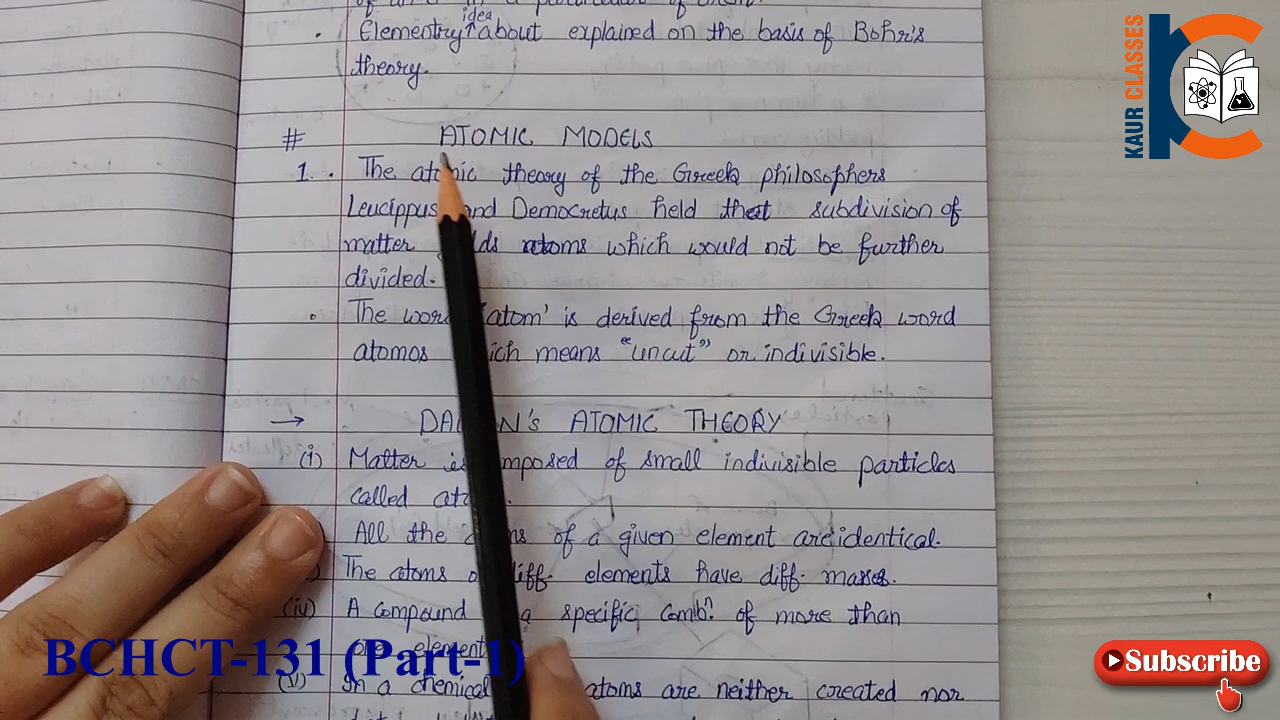 Elementry idea about explained on the basis of Bohr's
theory.
# ATOMIC MODELS
1. . The atomic theory of the Greek philosophers
Leucippus and Democretus held that subdivision of
matter atoms which would not be further
divided.
. The word 'atom' is derived from the Greek word
atomos which means "uncut" or indivisible.
→ DALTON's ATOMIC THEORY
(i) Matter is composed of small indivisible particles
called
All the atoms of a given element are identical.
The atoms of diff. elements have diff. masses.
(iv) A compound a specific Comb? of more than
one element
(v) In a chemical atoms are neither created nor
KAUR CLASSES
BCHCT-131 (Part-1)
Subscribe